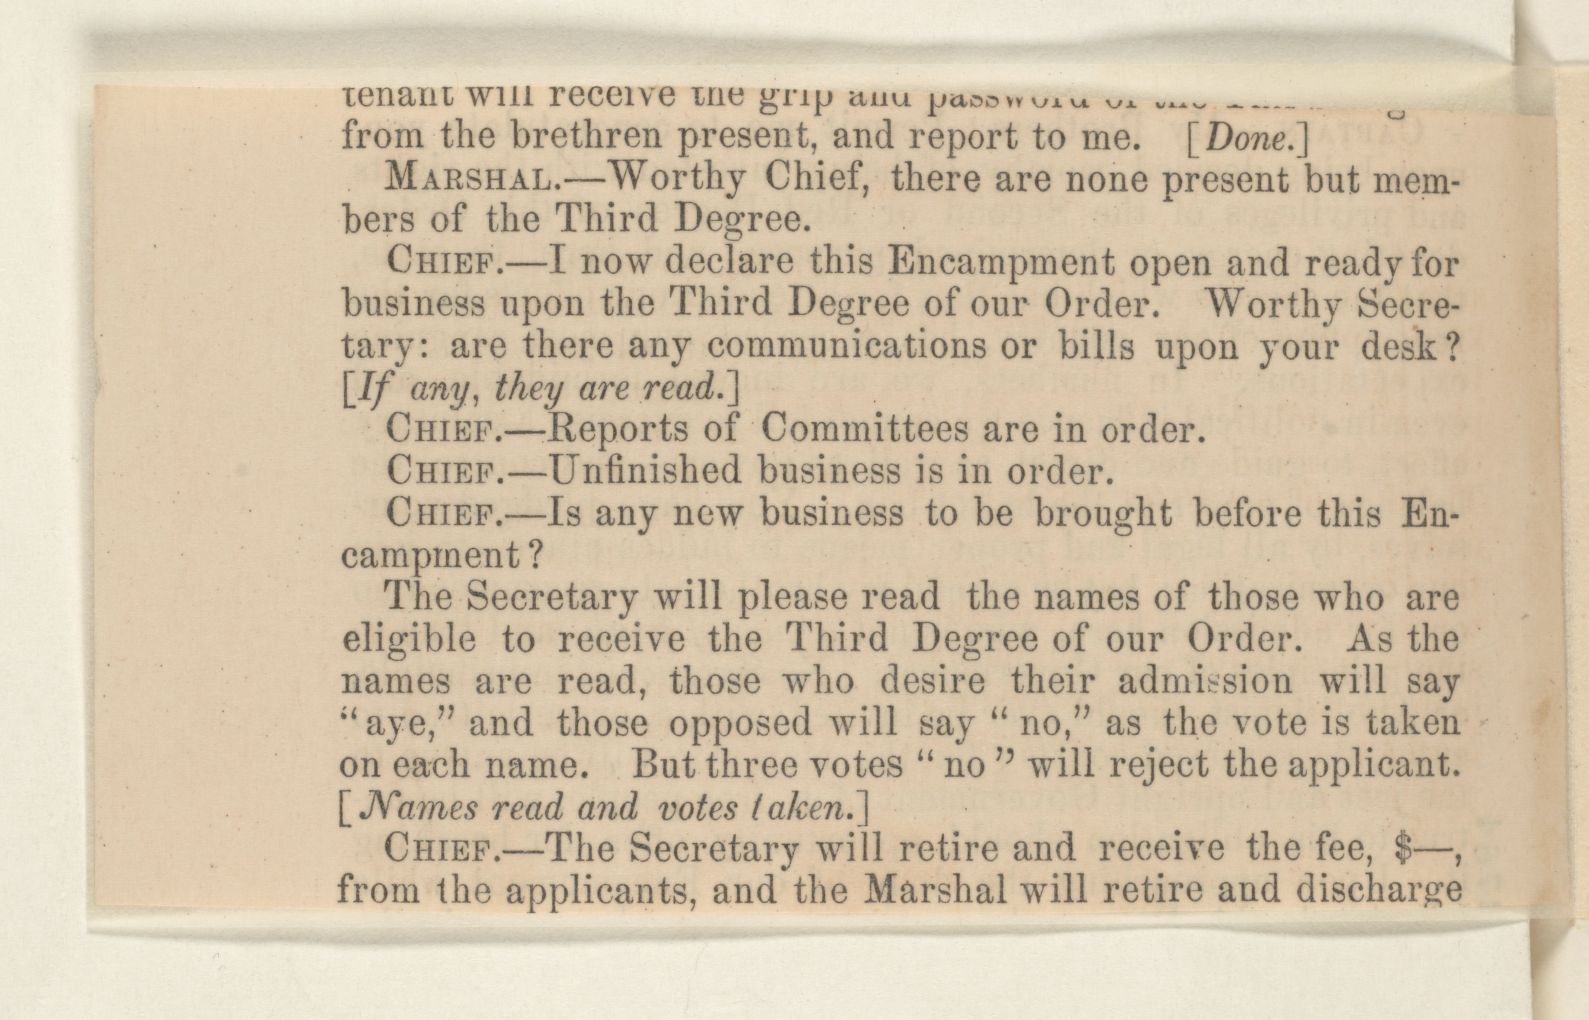 tenant will receive the grip and password of the
from the brethren present, and report to me. [Done.]
MARSHAL.—Worthy Chief, there are none present but mem-
bers of the Third Degree.
CHIEF.—I now declare this Encampment open and ready for
business upon the Third Degree of our Order. Worthy Secre-
tary: are there any communications or bills upon your desk?
[If any, they are read.]
CHIEF.—Reports of Committees are in order.
CHIEF.—Unfinished business is in order.
CHIEF.—Is any new business to be brought before this En-
campment?
The Secretary will please read the names of those who are
eligible to receive the Third Degree of our Order. As the
names are read, those who desire their admission will say
“aye,” and those opposed will say “no,” as the vote is taken
on each name. But three votes “no” will reject the applicant.
[Names read and votes taken.]
CHIEF.—The Secretary will retire and receive the fee, $—,
from the applicants, and the Marshal will retire and discharge